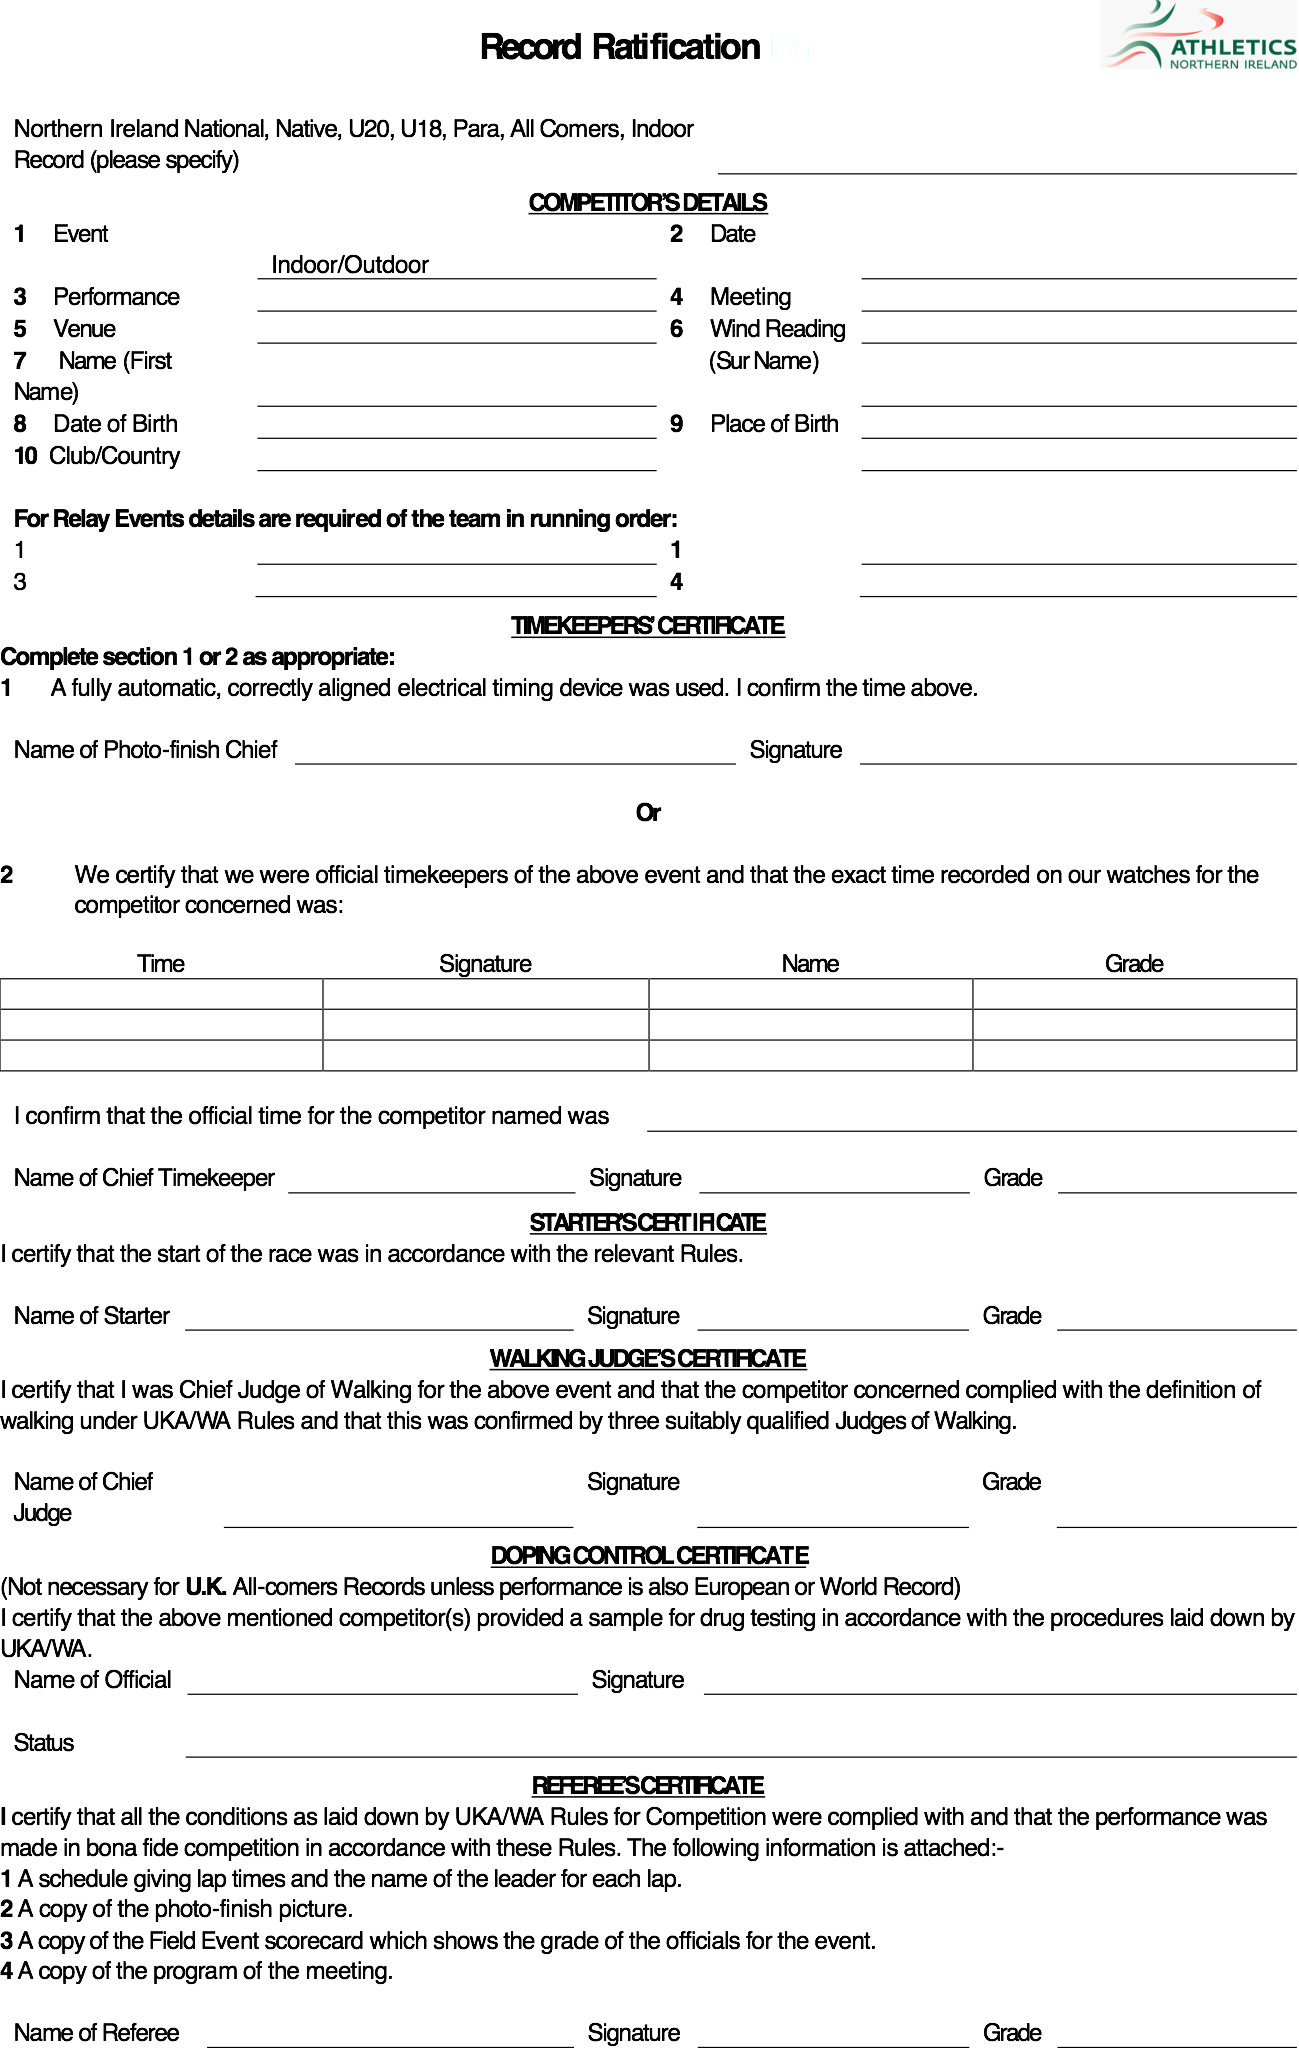 Record Ratification
ATHLETICS
NORTHERN IRELAND
Northern Ireland National, Native, U20, U18, Para, All Comers, Indoor
Record (please specify)
COMPETITOR'S DETAILS
1 Event 2 Date
Indoor/Outdoor
3 Performance 4 Meeting
5 Venue 6 Wind Reading
7 Name (First (Sur Name)
Name)
8 Date of Birth 9 Place of Birth
10 Club/Country
For Relay Events details are required of the team in running order:
1 1
3 4
TIMEKEEPERS' CERTIFICATE
Complete section 1 or 2 as appropriate:
1 A fully automatic, correctly aligned electrical timing device was used. I confirm the time above.
Name of Photo-finish Chief Signature
Or
2 We certify that we were official timekeepers of the above event and that the exact time recorded on our watches for the
competitor concerned was:
Time Signature Name Grade
I confirm that the official time for the competitor named was
Name of Chief Timekeeper Signature Grade
STARTER'S CERTIFICATE
I certify that the start of the race was in accordance with the relevant Rules.
Name of Starter Signature Grade
WALKING JUDGE'S CERTIFICATE
I certify that I was Chief Judge of Walking for the above event and that the competitor concerned complied with the definition of
walking under UKA/WA Rules and that this was confirmed by three suitably qualified Judges of Walking.
Name of Chief Signature Grade
Judge
DOPING CONTROL CERTIFICATE
(Not necessary for U.K. All-comers Records unless performance is also European or World Record)
I certify that the above mentioned competitor(s) provided a sample for drug testing in accordance with the procedures laid down by
UKA/WA.
Name of Official Signature
Status
REFEREE'S CERTIFICATE
I certify that all the conditions as laid down by UKA/WA Rules for Competition were complied with and that the performance was
made in bona fide competition in accordance with these Rules. The following information is attached:-
1 A schedule giving lap times and the name of the leader for each lap.
2 A copy of the photo-finish picture.
3 A copy of the Field Event scorecard which shows the grade of the officials for the event.
4 A copy of the program of the meeting.
Name of Referee Signature Grade